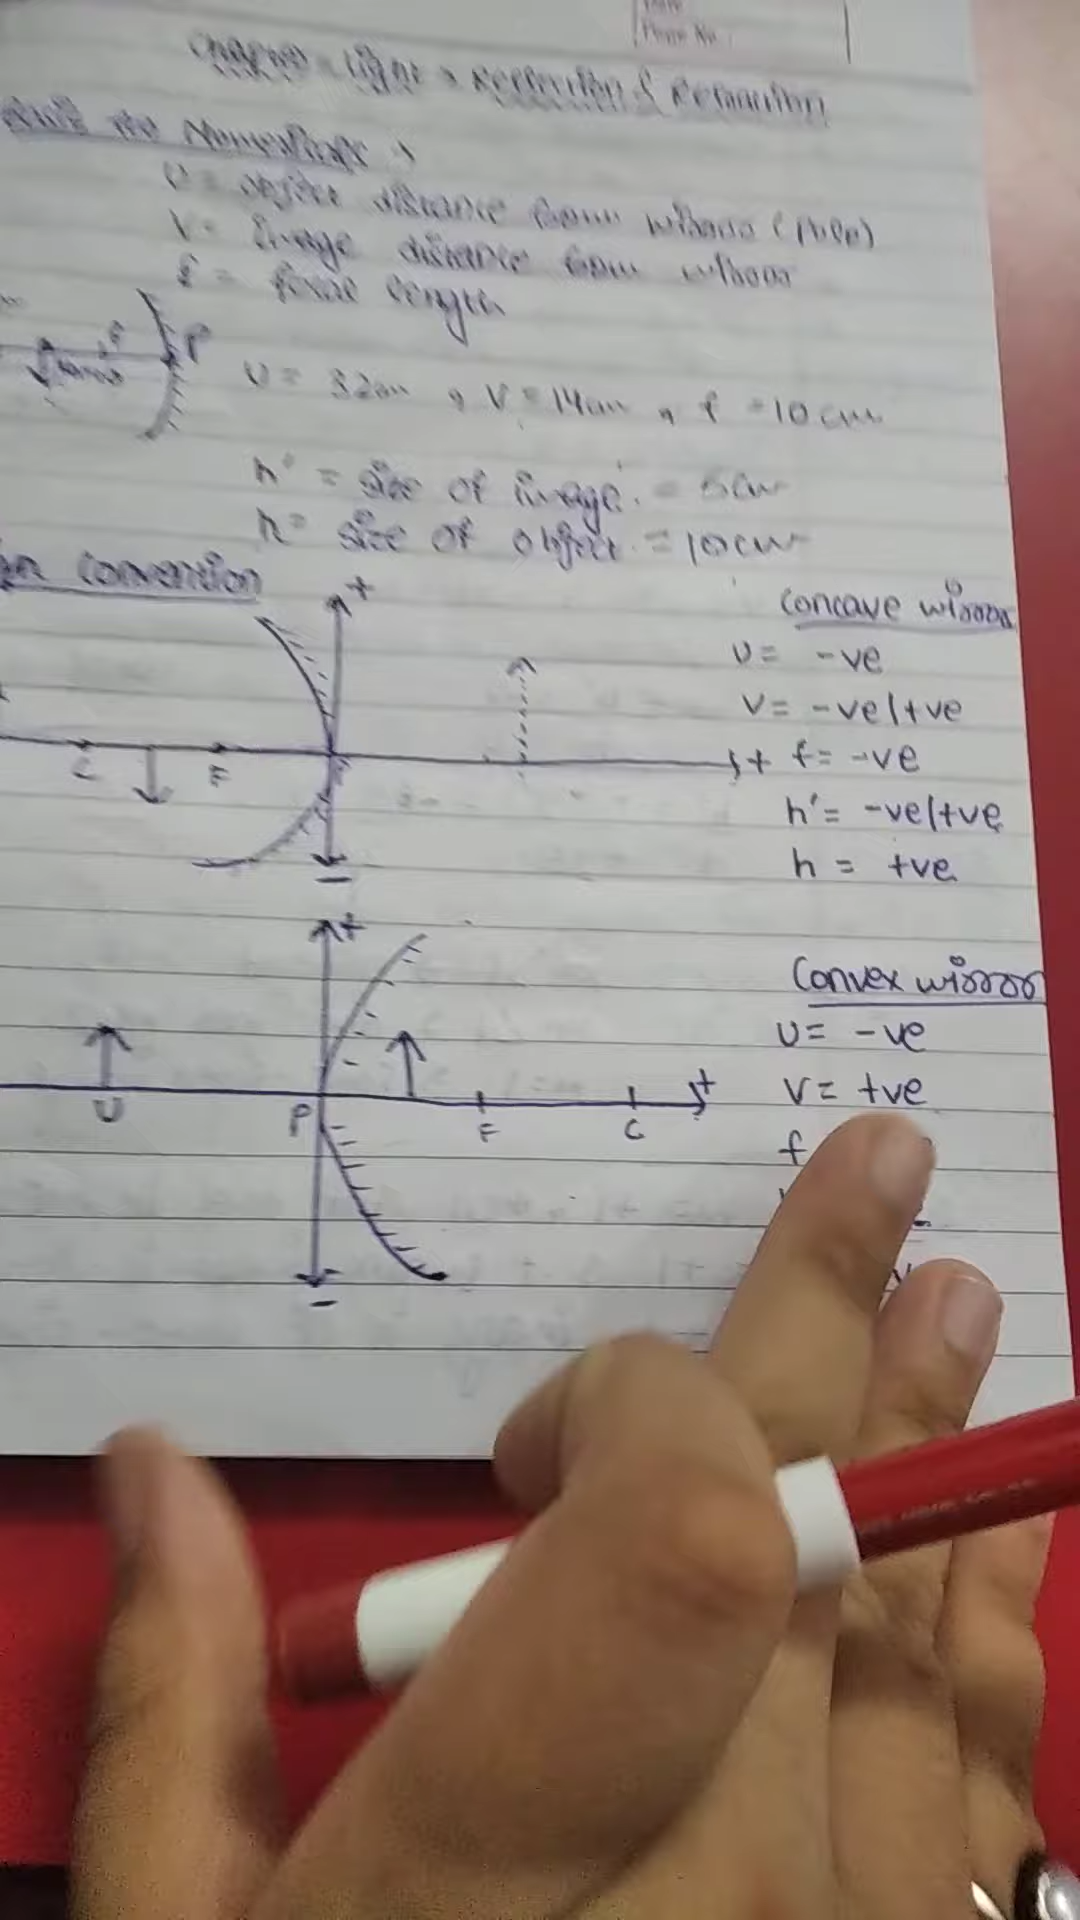 Light > Reflection & Refraction
Numericals >
U = object distance from mirror (Pole)
V = Image distance from mirror
f = focal length
P
U = 32cm , V = 14cm , f = 10 cm
h' = size of image = 5cm
h = size of object = 10cm
convention
+
C
F
+
-
Concave mirror
U = -ve
V = -ve/+ve
f = -ve
h' = -ve/+ve
h = +ve
+
U
P
F
C
+
-
Convex mirror
U = -ve
V = +ve
f